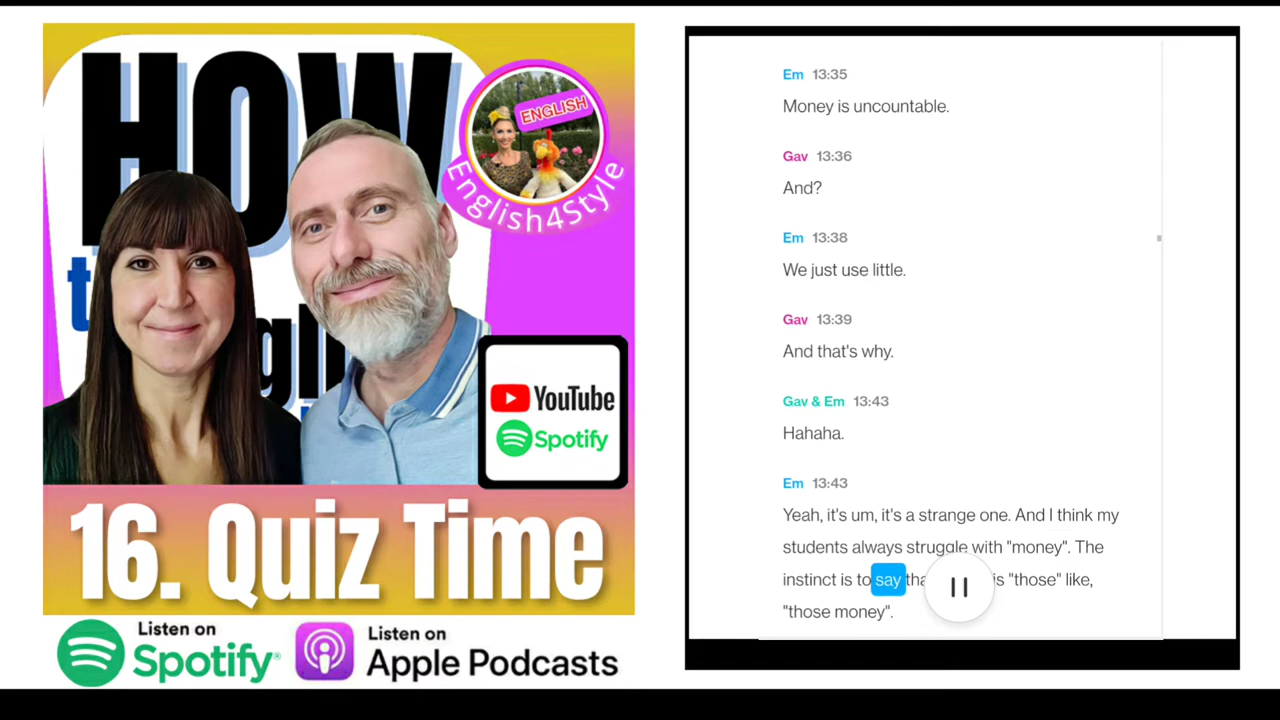 HOW
ENGLISH
English4Style
YouTube
Spotify
16. Quiz Time
Listen on
Spotify
Listen on
Apple Podcasts
Em 13:35
Money is uncountable.
Gav 13:36
And?
Em 13:38
We just use little.
Gav 13:39
And that's why.
Gav & Em 13:43
Hahaha.
Em 13:43
Yeah, it's um, it's a strange one. And I think my
students always struggle with "money". The
instinct is to say is "those" like,
"those money".